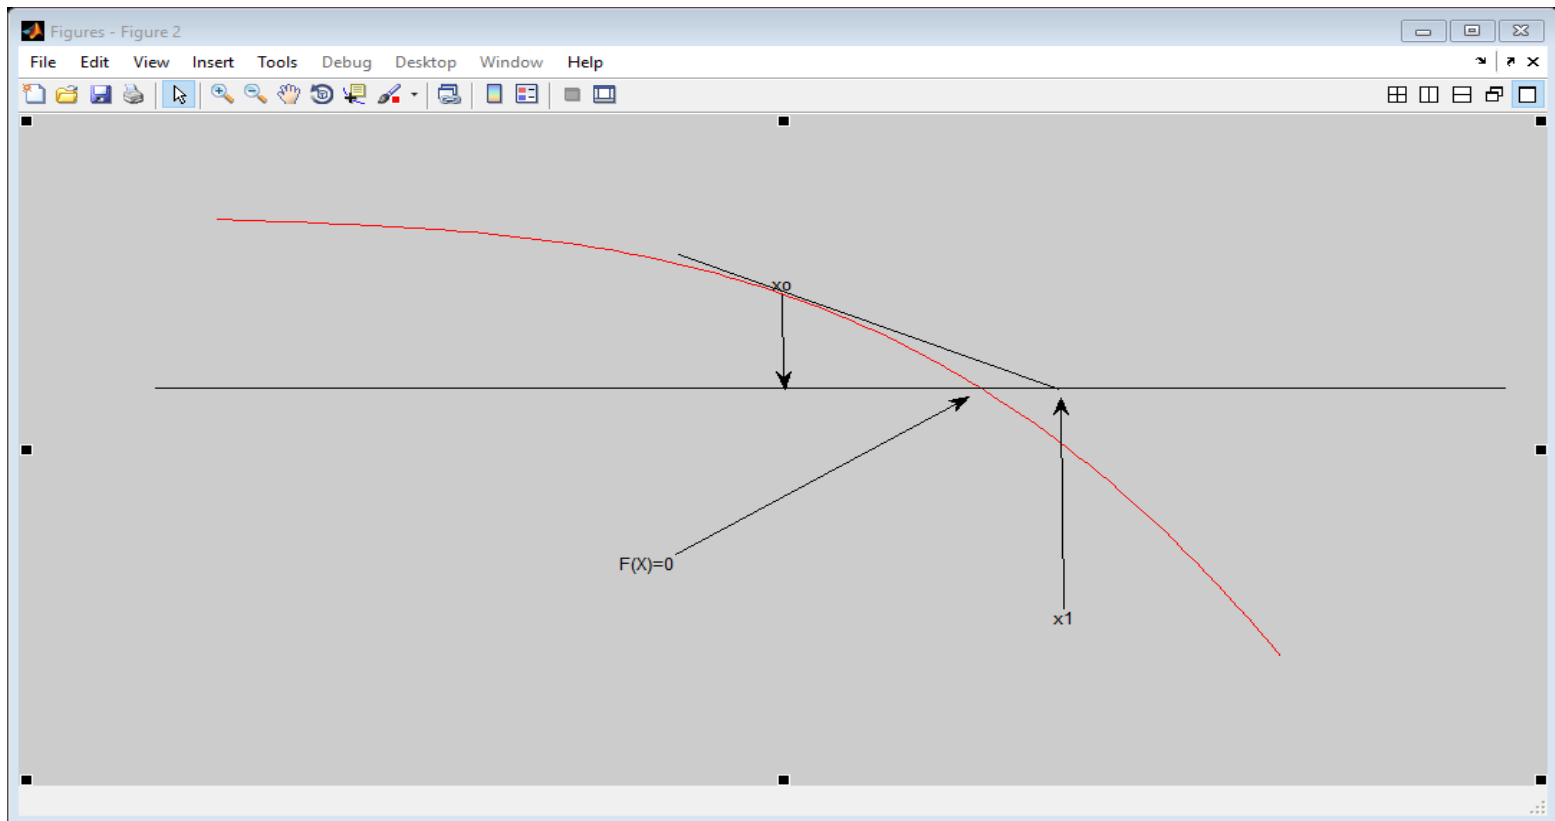 Figures - Figure 2
File Edit View Insert Tools Debug Desktop Window Help
xo
F(X)=0
x1